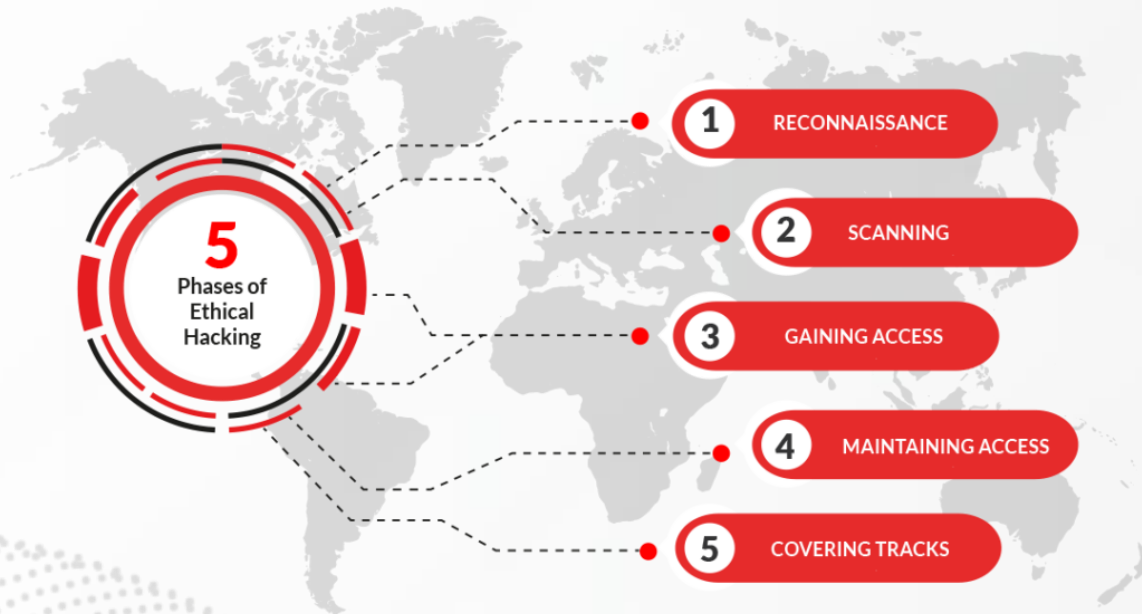 5
Phases of
Ethical
Hacking
1 RECONNAISSANCE
2 SCANNING
3 GAINING ACCESS
4 MAINTAINING ACCESS
5 COVERING TRACKS